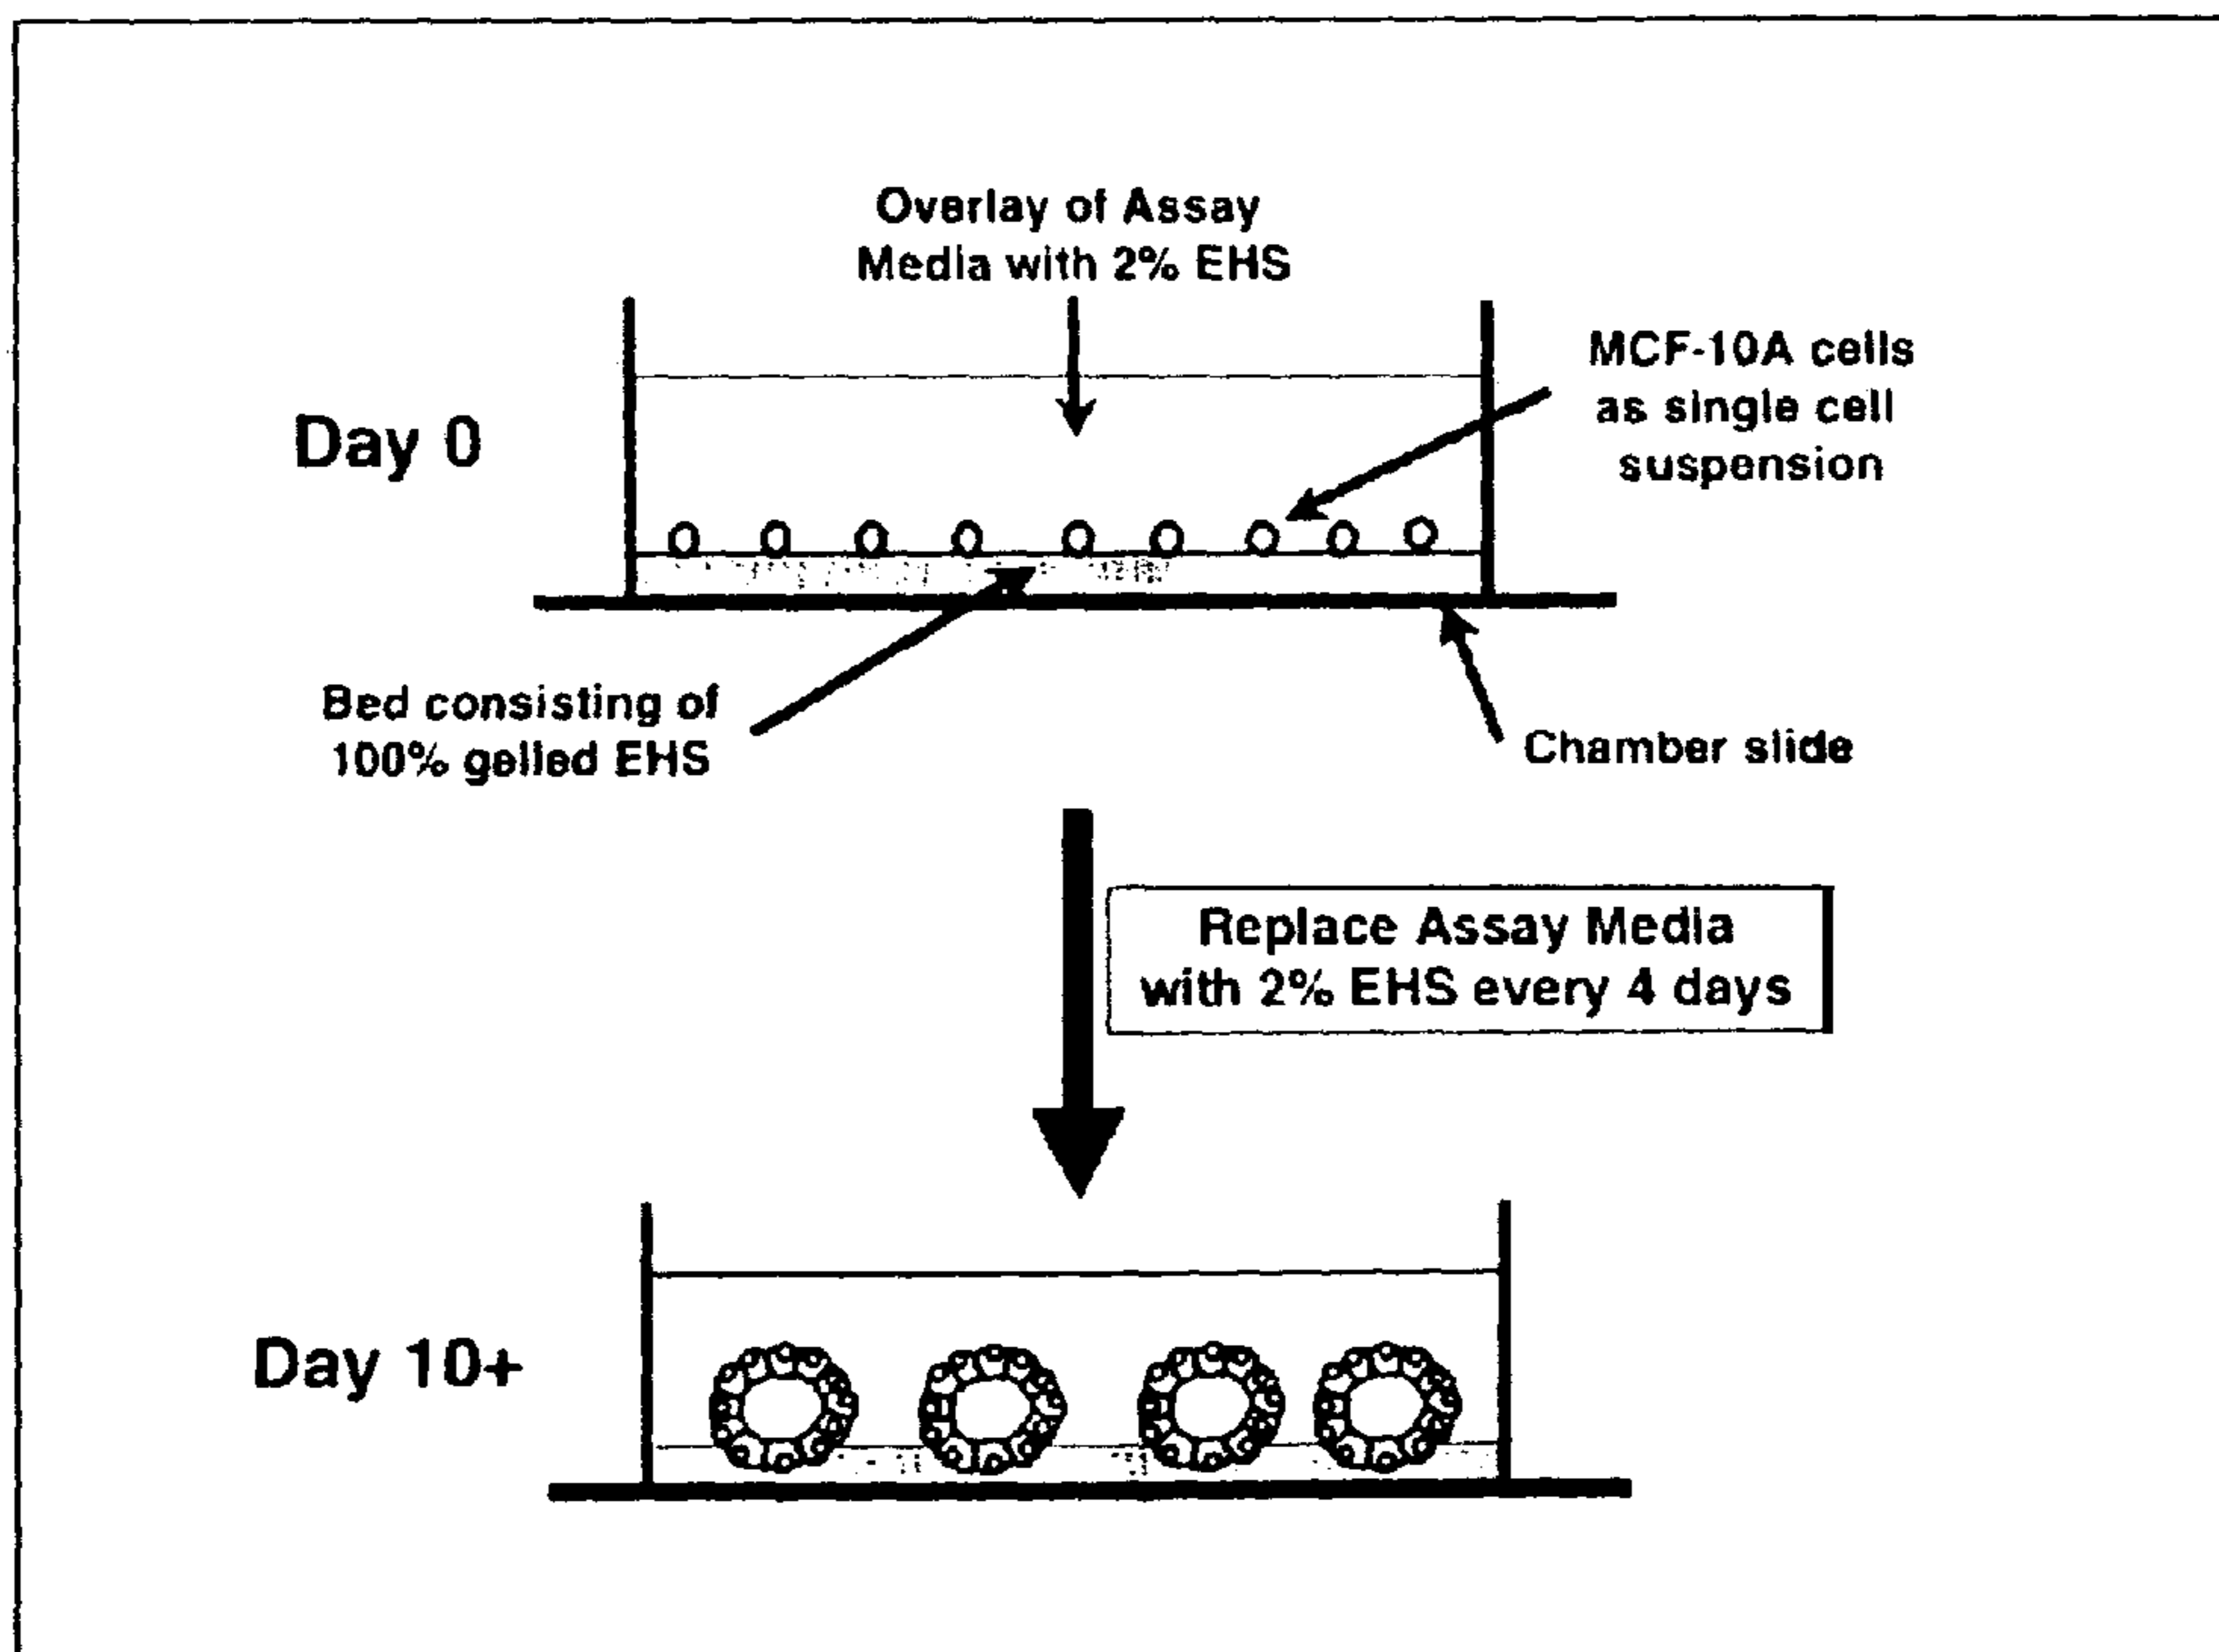 Overlay of Assay
Media with 2% EHS
MCF-10A cells
as single cell
suspension
Day 0
Bed consisting of
100% gelled EHS
Chamber slide
Replace Assay Media
with 2% EHS every 4 days
Day 10+